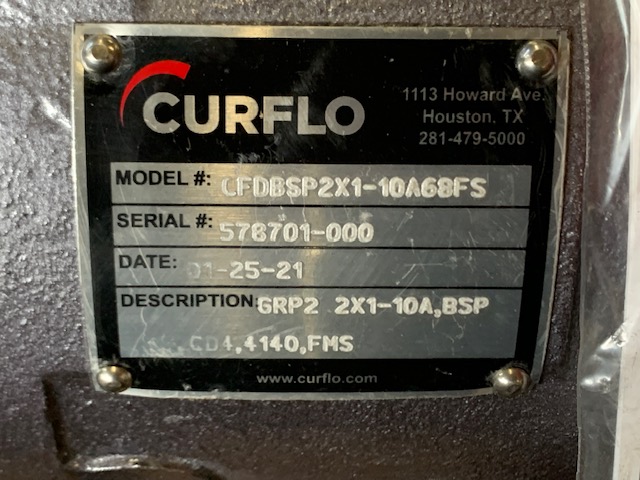 CURFLO
1113 Howard Ave.
Houston, TX
281-479-5000
MODEL #: CFDBSP2X1-10A68FS
SERIAL #: 578701-000
DATE: 01-25-21
DESCRIPTION: GRP2 2X1-10A,BSP
CD4,4140,FMS
www.curflo.com